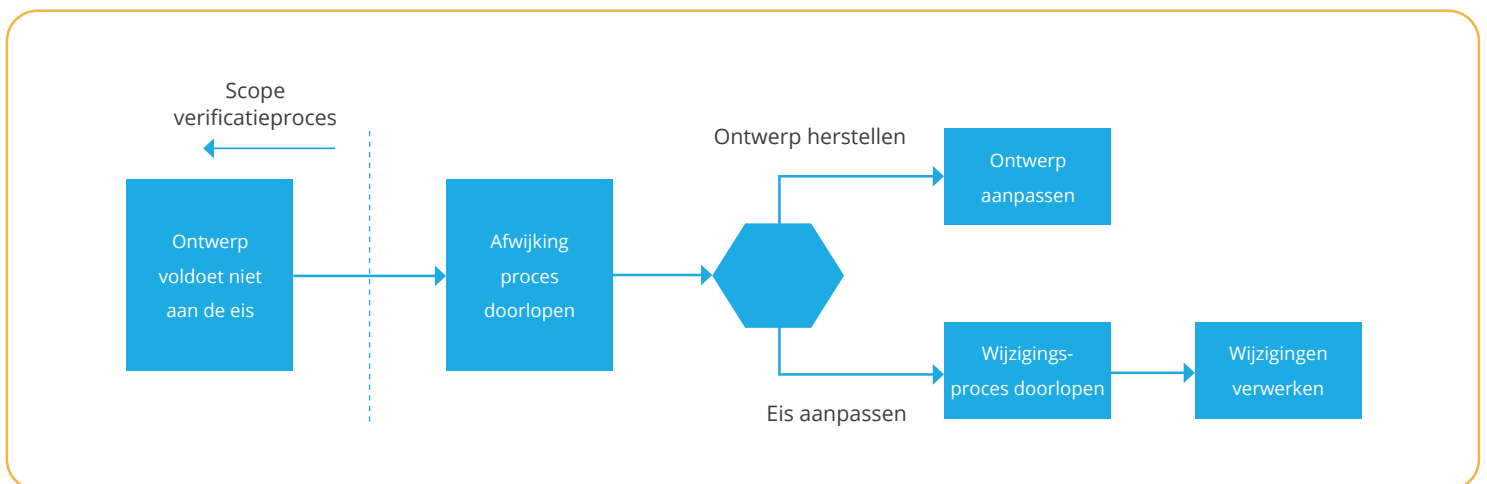 Scope
verificatieproces
Ontwerp
voldoet niet
aan de eis
Afwijking
proces
doorlopen
Ontwerp herstellen
Ontwerp
aanpassen
Eis aanpassen
Wijzigings-
proces doorlopen
Wijzigingen
verwerken